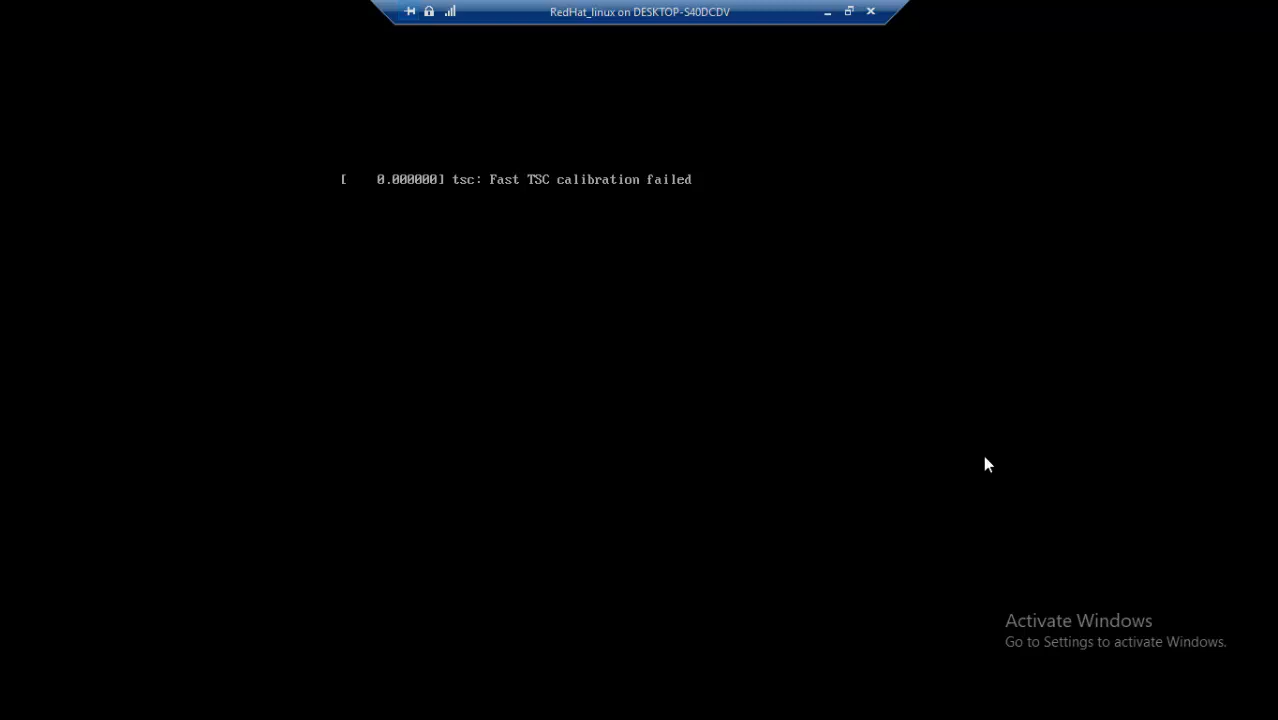 RedHat_linux on DESKTOP-S40DCDV
[    0.000000] tsc: Fast TSC calibration failed
Activate Windows
Go to Settings to activate Windows.